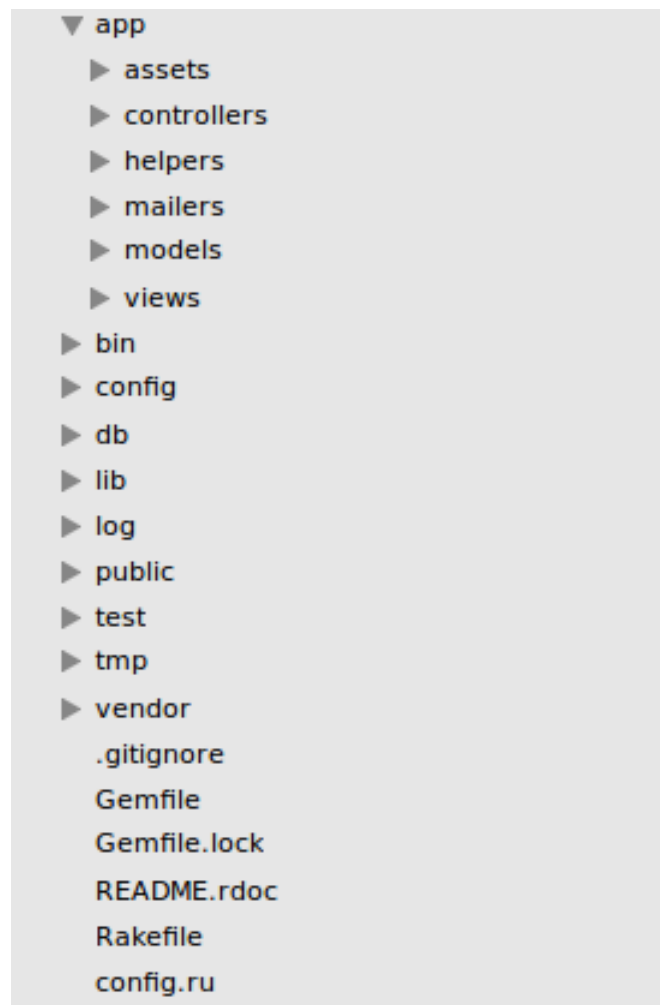 app
assets
controllers
helpers
mailers
models
views
bin
config
db
lib
log
public
test
tmp
vendor
.gitignore
Gemfile
Gemfile.lock
README.rdoc
Rakefile
config.ru